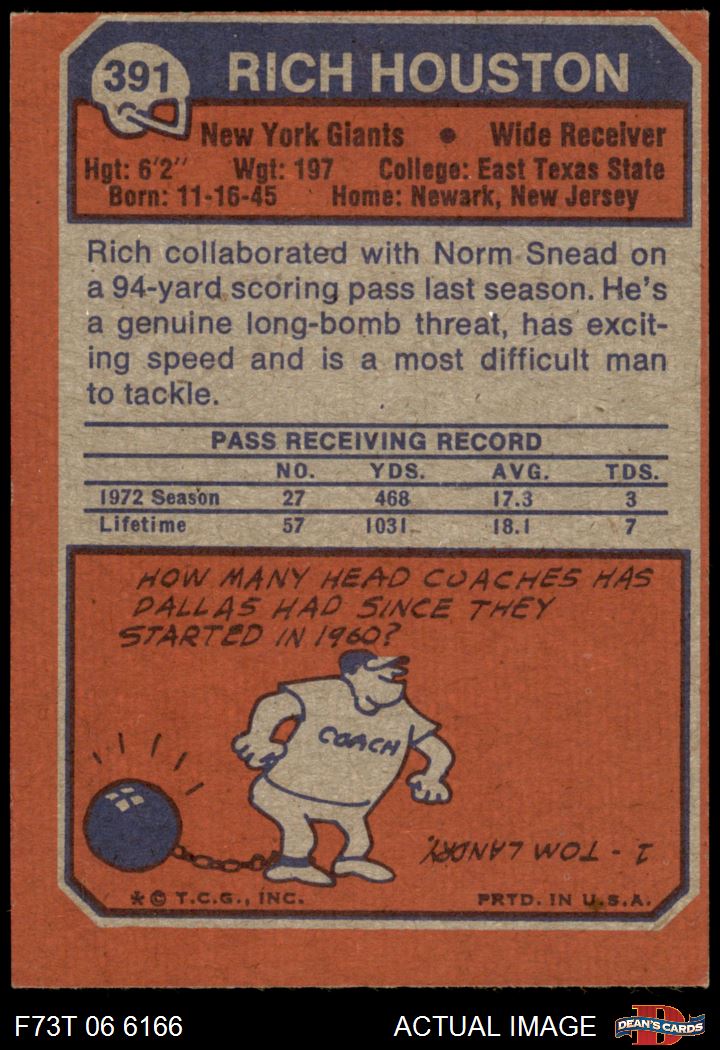 391
RICH HOUSTON
New York Giants • Wide Receiver
Hgt: 6'2" Wgt: 197 College: East Texas State
Born: 11-16-45 Home: Newark, New Jersey
Rich collaborated with Norm Snead on
a 94-yard scoring pass last season. He's
a genuine long-bomb threat, has excit-
ing speed and is a most difficult man
to tackle.
PASS RECEIVING RECORD
NO. YDS. AVG. TDS.
1972 Season 27 468 17.3 3
Lifetime 57 1031 18.1 7
HOW MANY HEAD COACHES HAS
DALLAS HAD SINCE THEY
STARTED IN 1960?
COACH
1 - TOM LANDRY.
* © T.C.G., INC. PRTD. IN U.S.A.
F73T 06 6166 ACTUAL IMAGE
D
DEAN'S CARDS